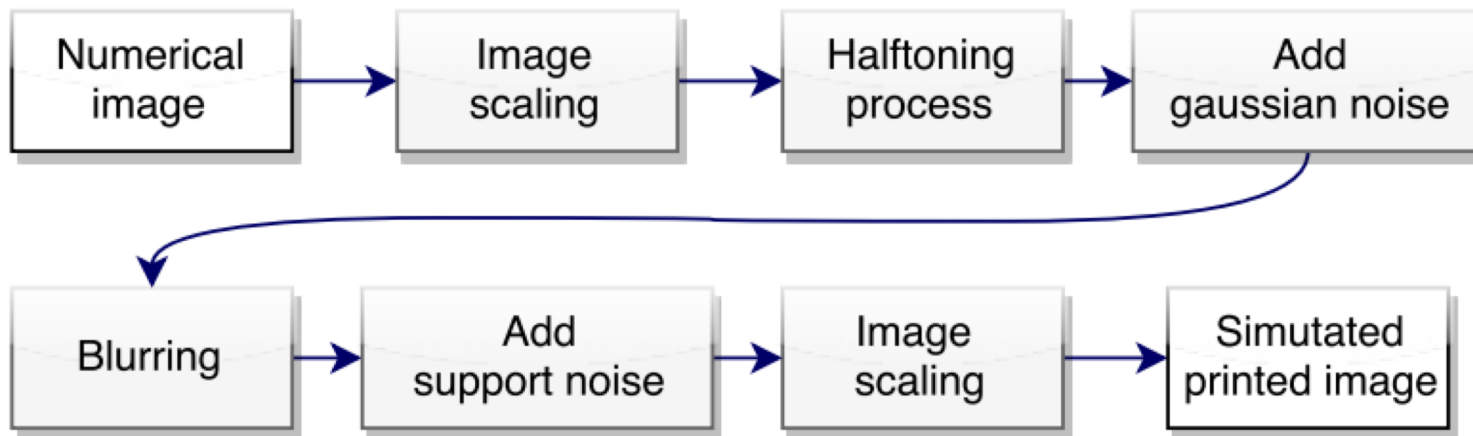 Numerical
image
Image
scaling
Halftoning
process
Add
gaussian noise
Blurring
Add
support noise
Image
scaling
Simutated
printed image